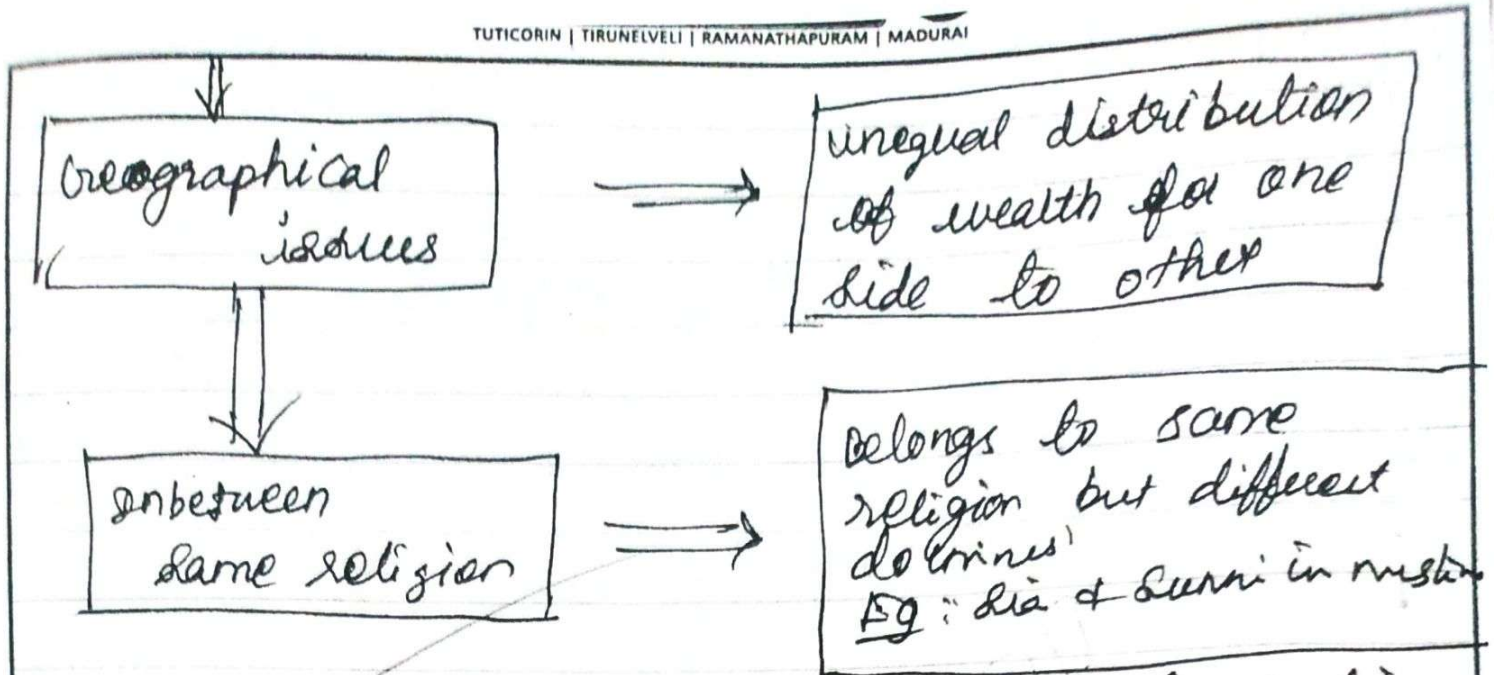 TUTICORIN | TIRUNELVELI | RAMANATHAPURAM | MADURAI
Geographical
issues
unequal distribution
of wealth for one
side to other
Inbetween
same religion
Belongs to same
religion but different
Eg: Sia & Sunni in muslim